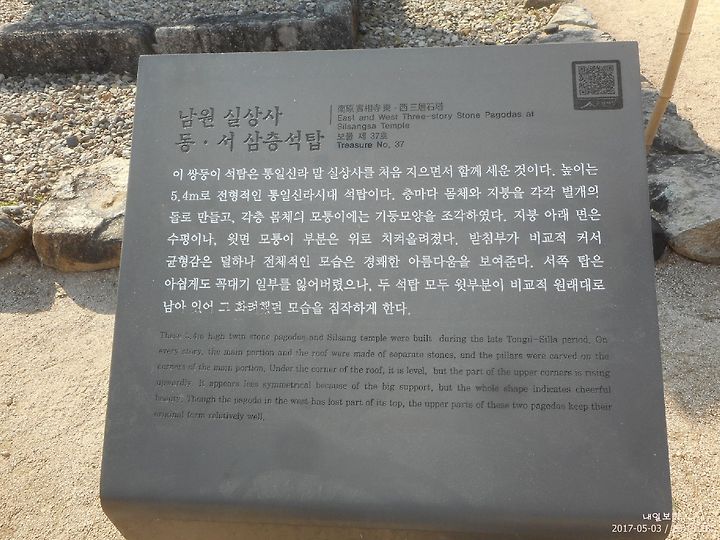 남원 실상사
동·서 삼층석탑
南原 實相寺 東·西 三層石塔
East and West Three-story Stone Pagodas at
Silsangsa Temple
보물 제 37호
Treasure No. 37
이 쌍둥이 석탑은 통일신라 말 실상사를 처음 지으면서 함께 세운 것이다. 높이는
5.4m로 전형적인 통일신라시대 석탑이다. 층마다 몸체와 지붕을 각각 별개의
돌로 만들고, 각층 몸체의 모퉁이에는 기둥모양을 조각하였다. 지붕 아래 면은
수평이나, 윗면 모퉁이 부분은 위로 치켜올려졌다. 받침부가 비교적 커서
균형감은 덜하나 전체적인 모습은 경쾌한 아름다움을 보여준다. 서쪽 탑은
아쉽게도 꼭대기 일부를 잃어버렸으나, 두 석탑 모두 윗부분이 비교적 원래대로
남아 있어 그 화려했던 모습을 짐작하게 한다.
These 5.4m high twin stone pagodas and Silsang temple were built during the late Tongil-Silla period. On
every story, the main portion and the roof were made of separate stones, and the pillars were carved on the
corners of the main portion. Under the corner of the roof, it is level, but the part of the upper corners is rising
upwardly. It appears less symmetrical because of the big support, but the whole shape indicates cheerful
beauty. Though the pagoda in the west has lost part of its top, the upper parts of these two pagodas keep their
original form relatively well.
내일보
2017-05-03